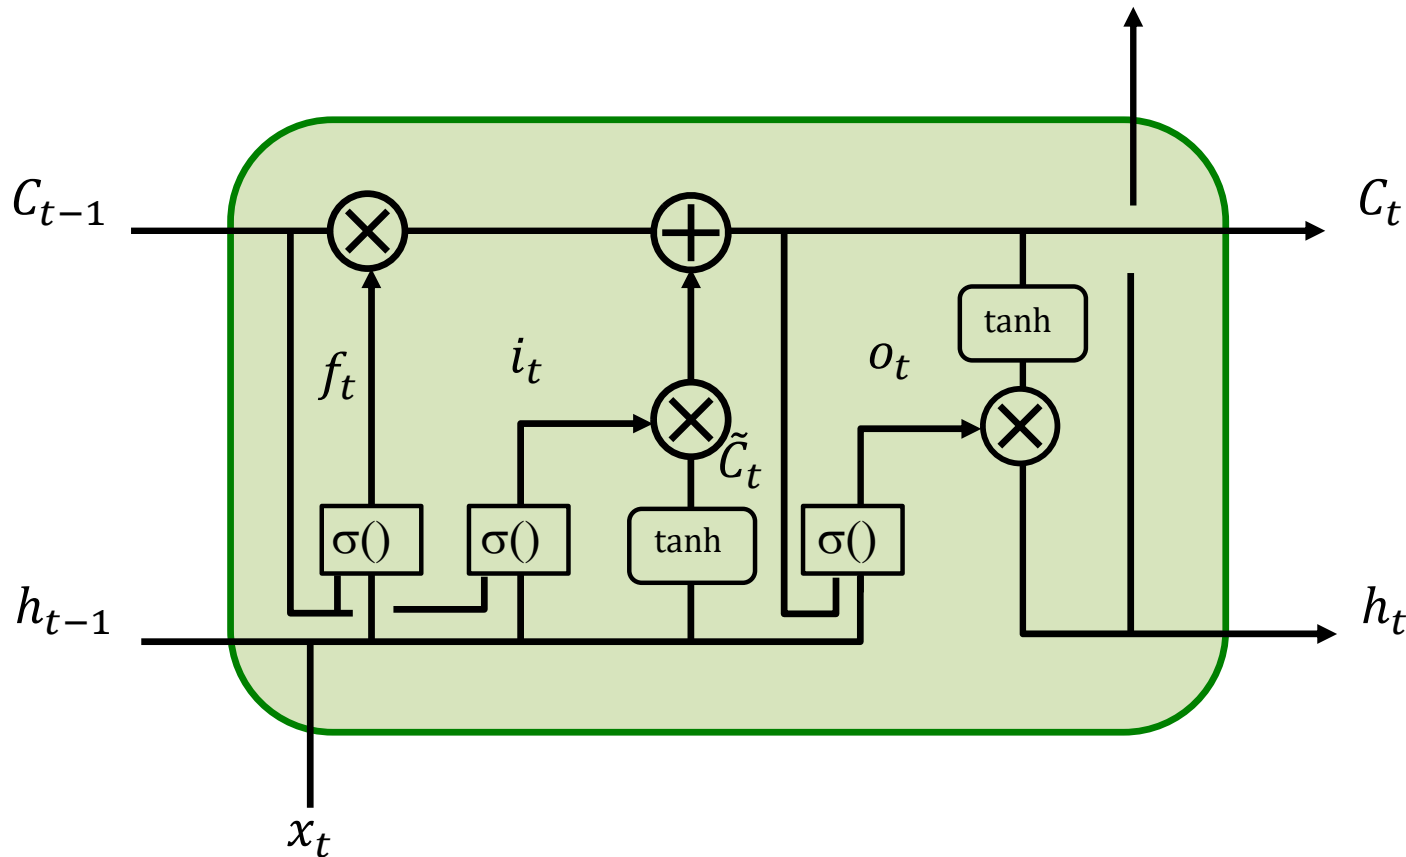 C_{t-1}
C_t
tanh
f_t
i_t
o_t
C̃_t
σ()
σ()
tanh
σ()
h_{t-1}
h_t
x_t